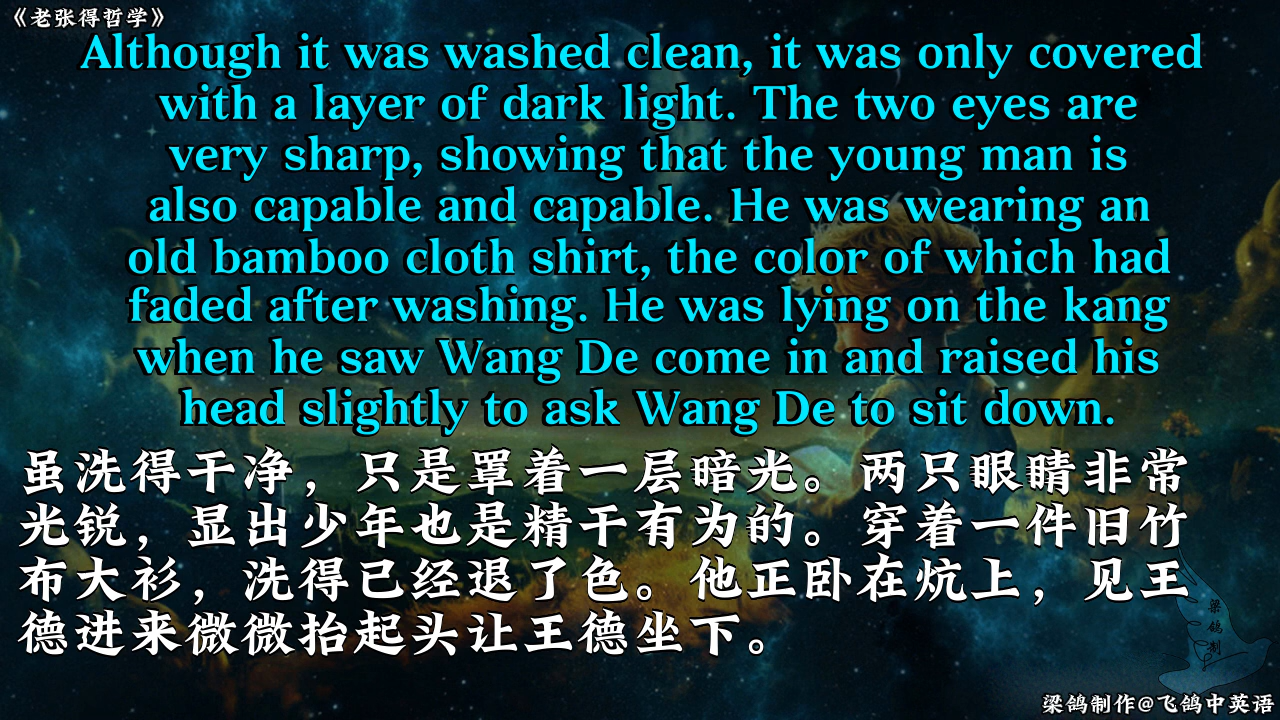 《老张得哲学》
Although it was washed clean, it was only covered
with a layer of dark light. The two eyes are
very sharp, showing that the young man is
also capable and capable. He was wearing an
old bamboo cloth shirt, the color of which had
faded after washing. He was lying on the kang
when he saw Wang De come in and raised his
head slightly to ask Wang De to sit down.
虽洗得干净，只是罩着一层暗光。两只眼睛非常
光锐，显出少年也是精干有为的。穿着一件旧竹
布大衫，洗得已经退了色。他正卧在炕上，见王
德进来微微抬起头让王德坐下。
梁
鸽
制
梁鸽制作@飞鸽中英语